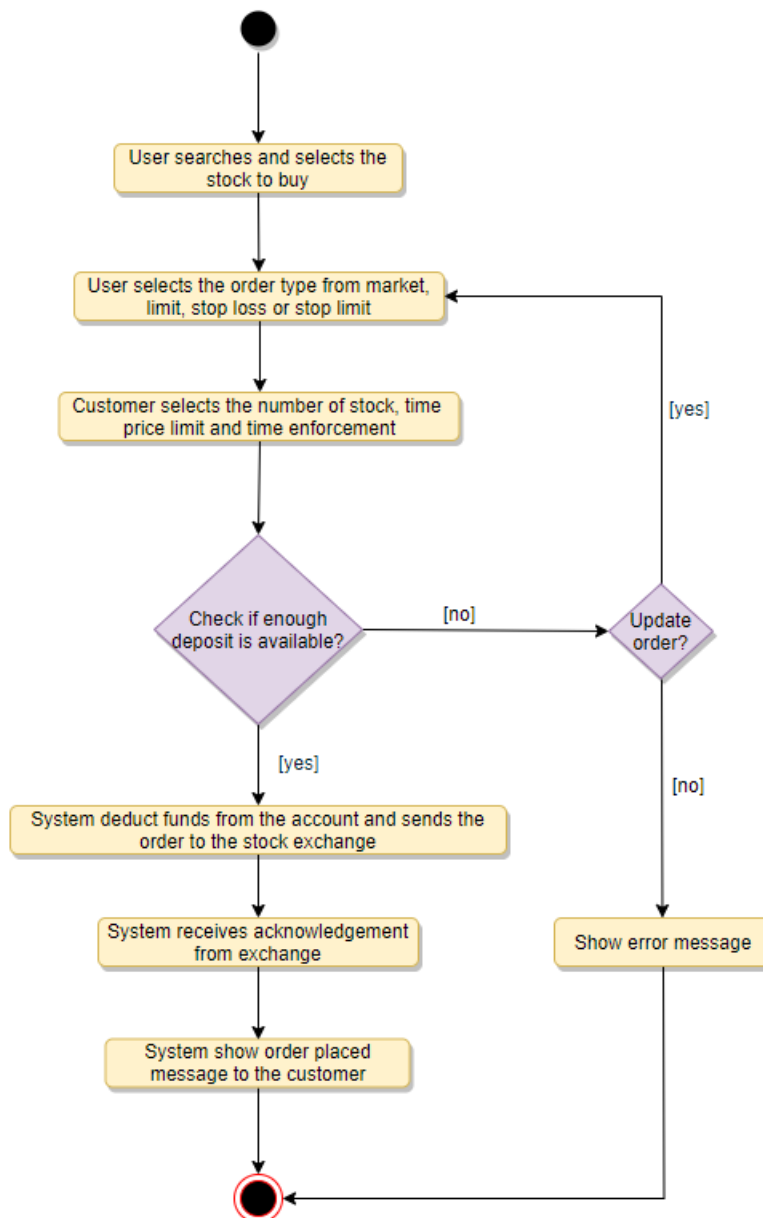 User searches and selects the
stock to buy
User selects the order type from market,
limit, stop loss or stop limit
Customer selects the number of stock, time
price limit and time enforcement
[yes]
Check if enough
deposit is available?
[no]
Update
order?
[yes]
[no]
System deduct funds from the account and sends the
order to the stock exchange
System receives acknowledgement
from exchange
Show error message
System show order placed
message to the customer